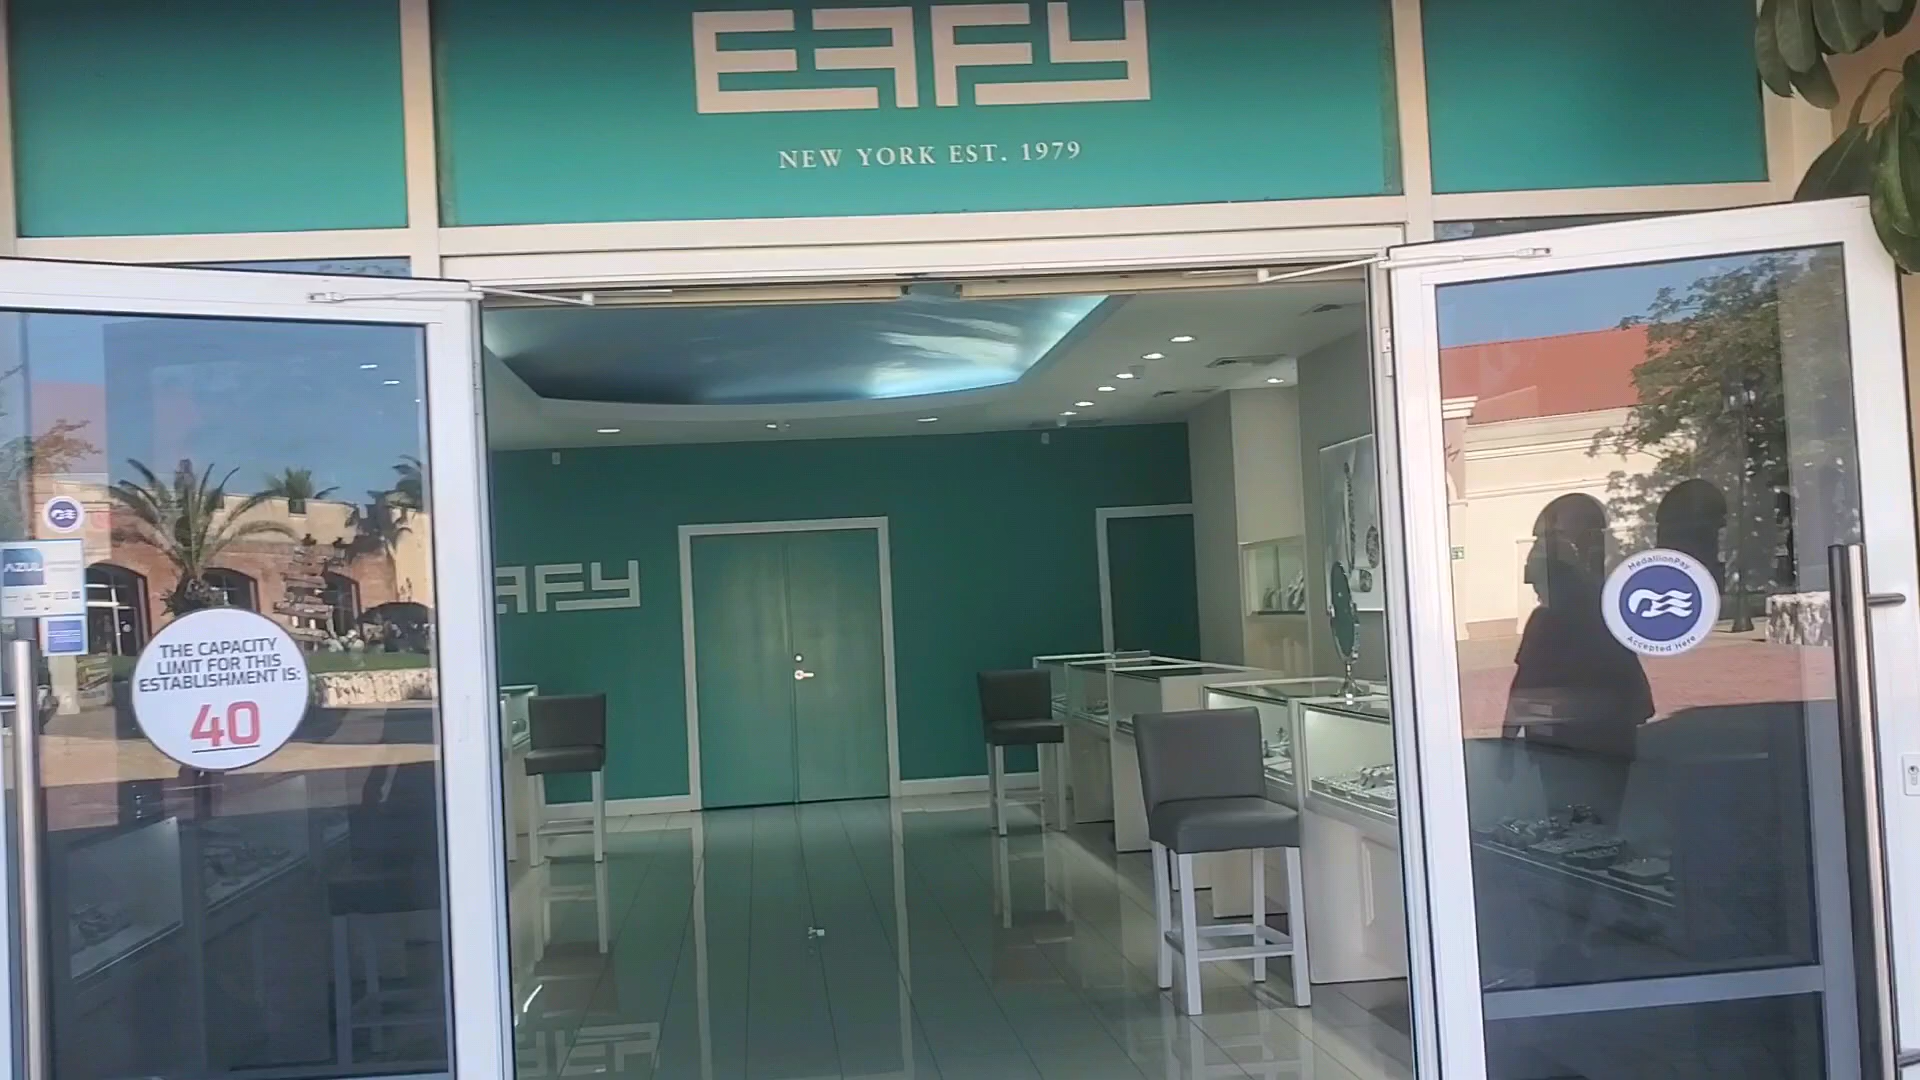 EFFY
NEW YORK EST. 1979
EFFY
AZUL
THE CAPACITY
LIMIT FOR THIS
ESTABLISHMENT IS:
40
MedallionPay
Accepted Here